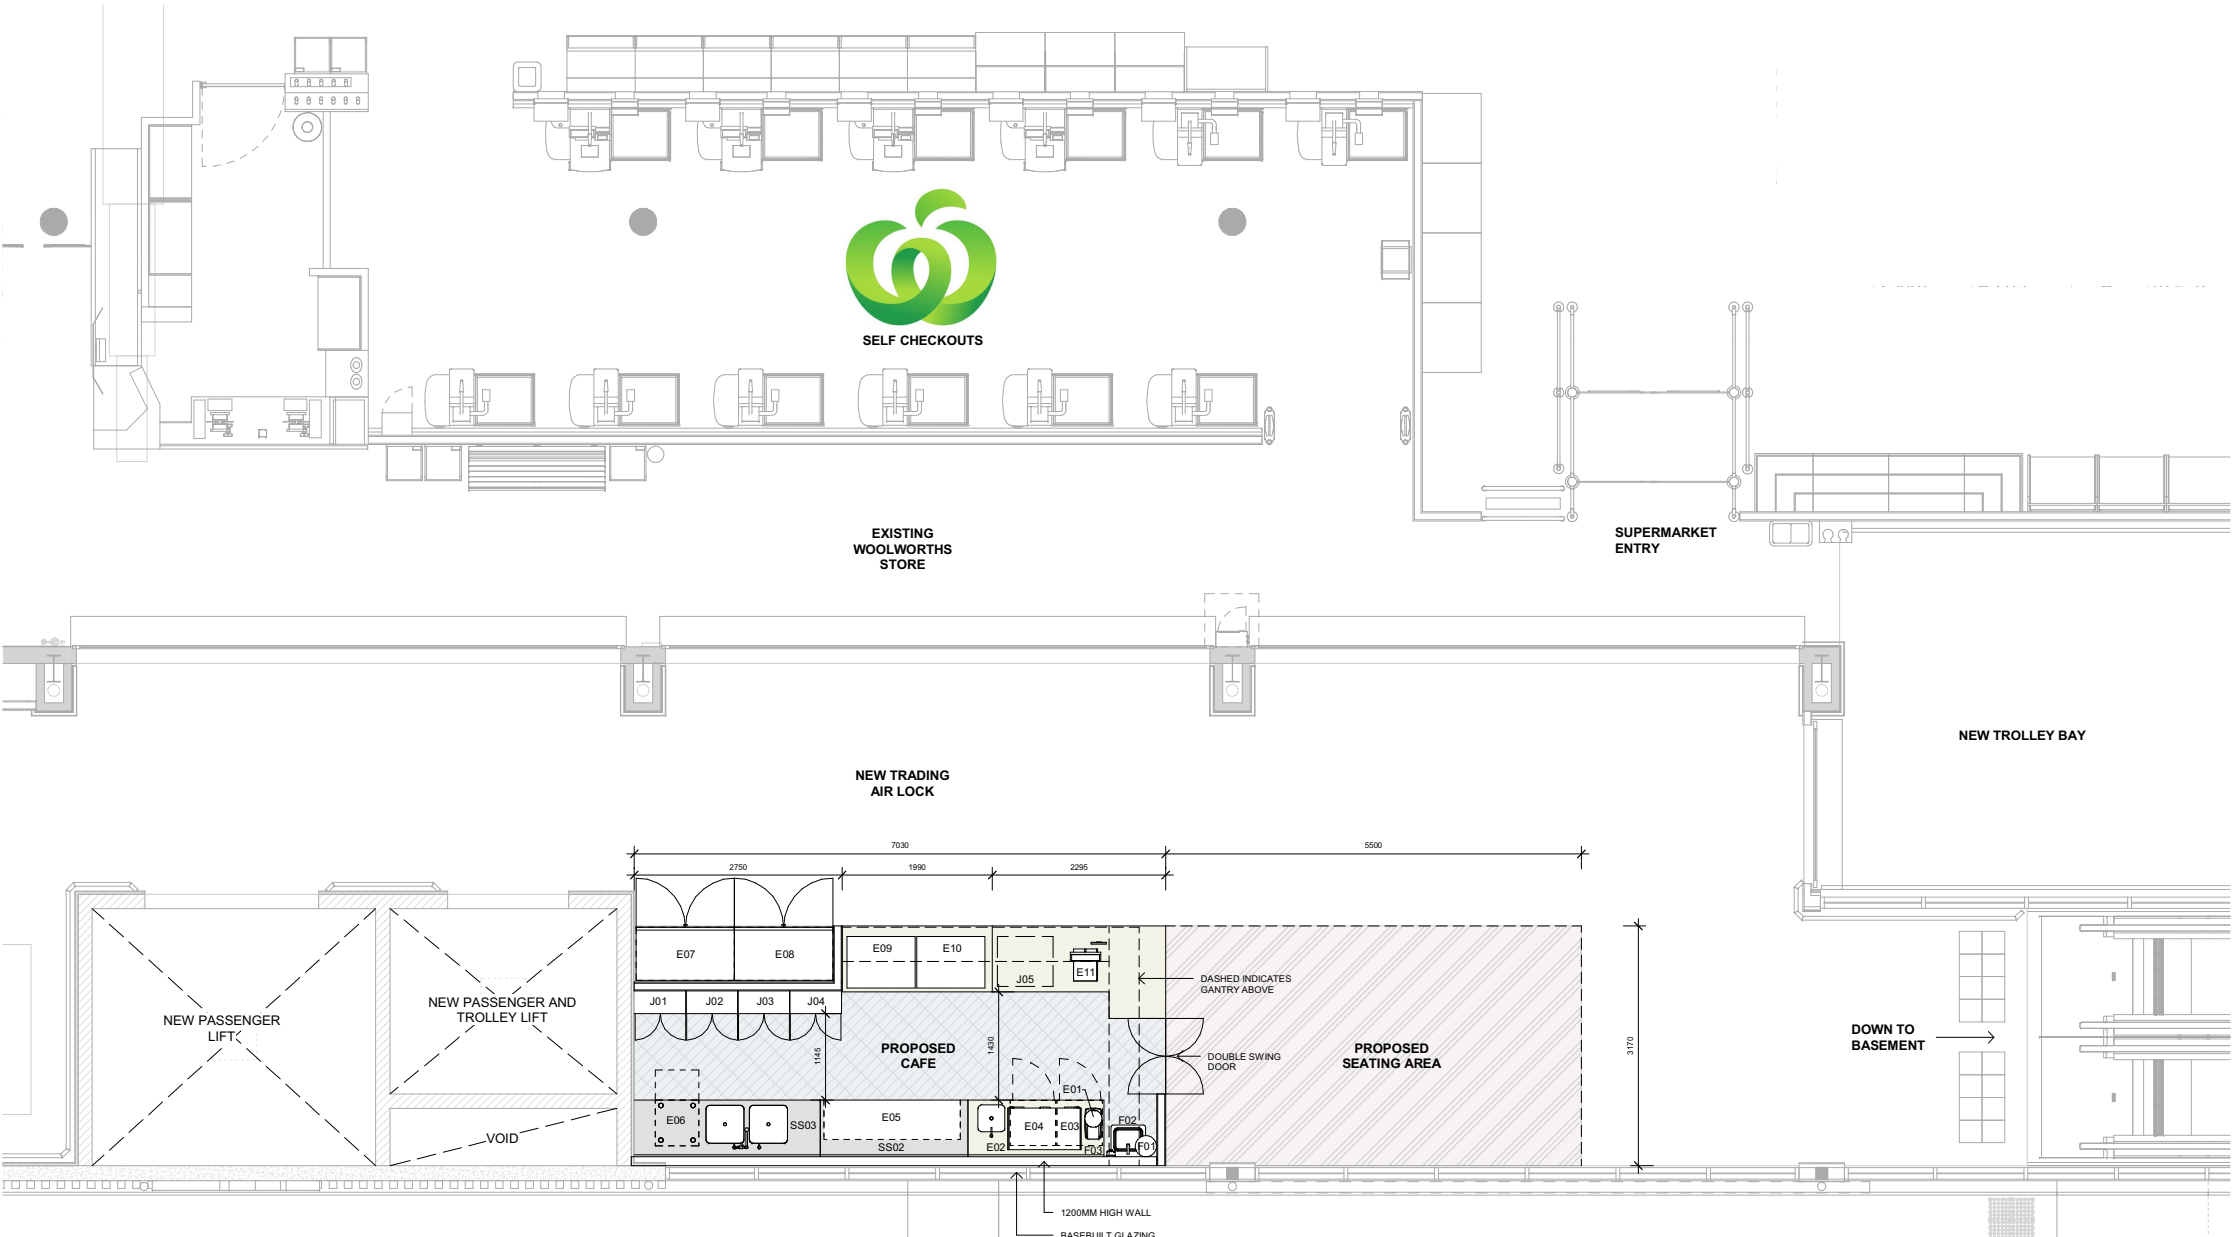 SELF CHECKOUTS
EXISTING
WOOLWORTHS
STORE
SUPERMARKET
ENTRY
NEW TROLLEY BAY
NEW TRADING
AIR LOCK
7030
5500
2750
1990
2295
E07
E08
E09
E10
E11
J05
J01
J02
J03
J04
DASHED INDICATES
GANTRY ABOVE
NEW PASSENGER
LIFT
NEW PASSENGER AND
TROLLEY LIFT
1145
1430
3170
PROPOSED
CAFE
DOUBLE SWING
DOOR
PROPOSED
SEATING AREA
DOWN TO
BASEMENT
E01
E06
SS03
E05
SS02
E02
E04
E03
F03
F02
F01
VOID
1200MM HIGH WALL
BASEBUILT GLAZING